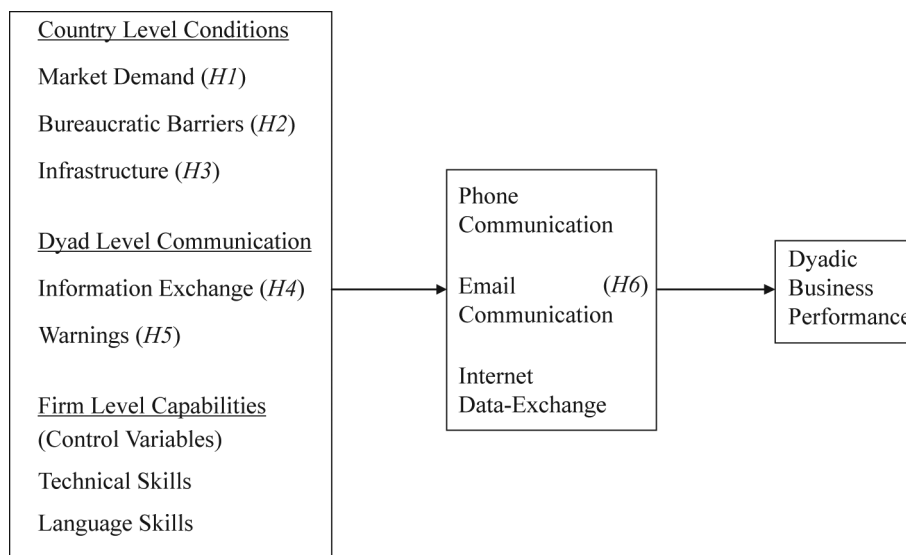 Country Level Conditions
Market Demand (H1)
Bureaucratic Barriers (H2)
Infrastructure (H3)
Dyad Level Communication
Information Exchange (H4)
Warnings (H5)
Firm Level Capabilities
(Control Variables)
Technical Skills
Language Skills
Phone
Communication
Email (H6)
Communication
Internet
Data-Exchange
Dyadic
Business
Performance